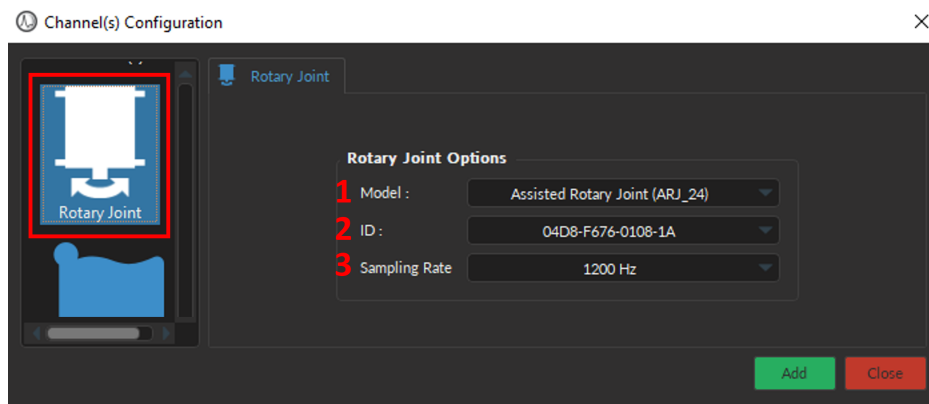 Channel(s) Configuration
Rotary Joint
Rotary Joint
Rotary Joint Options
1 Model : Assisted Rotary Joint (ARJ_24)
2 ID : 04D8-F676-0108-1A
3 Sampling Rate 1200 Hz
Add Close